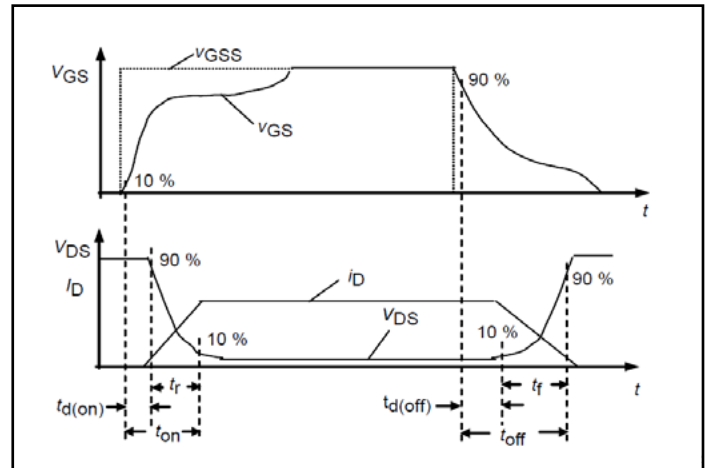 VGSS
VGS
90 %
VGS
10 %
t
VDS
90 %
ID
iD
90 %
VDS
10 %
10 %
tr
tf
t
td(on)
td(off)
ton
toff